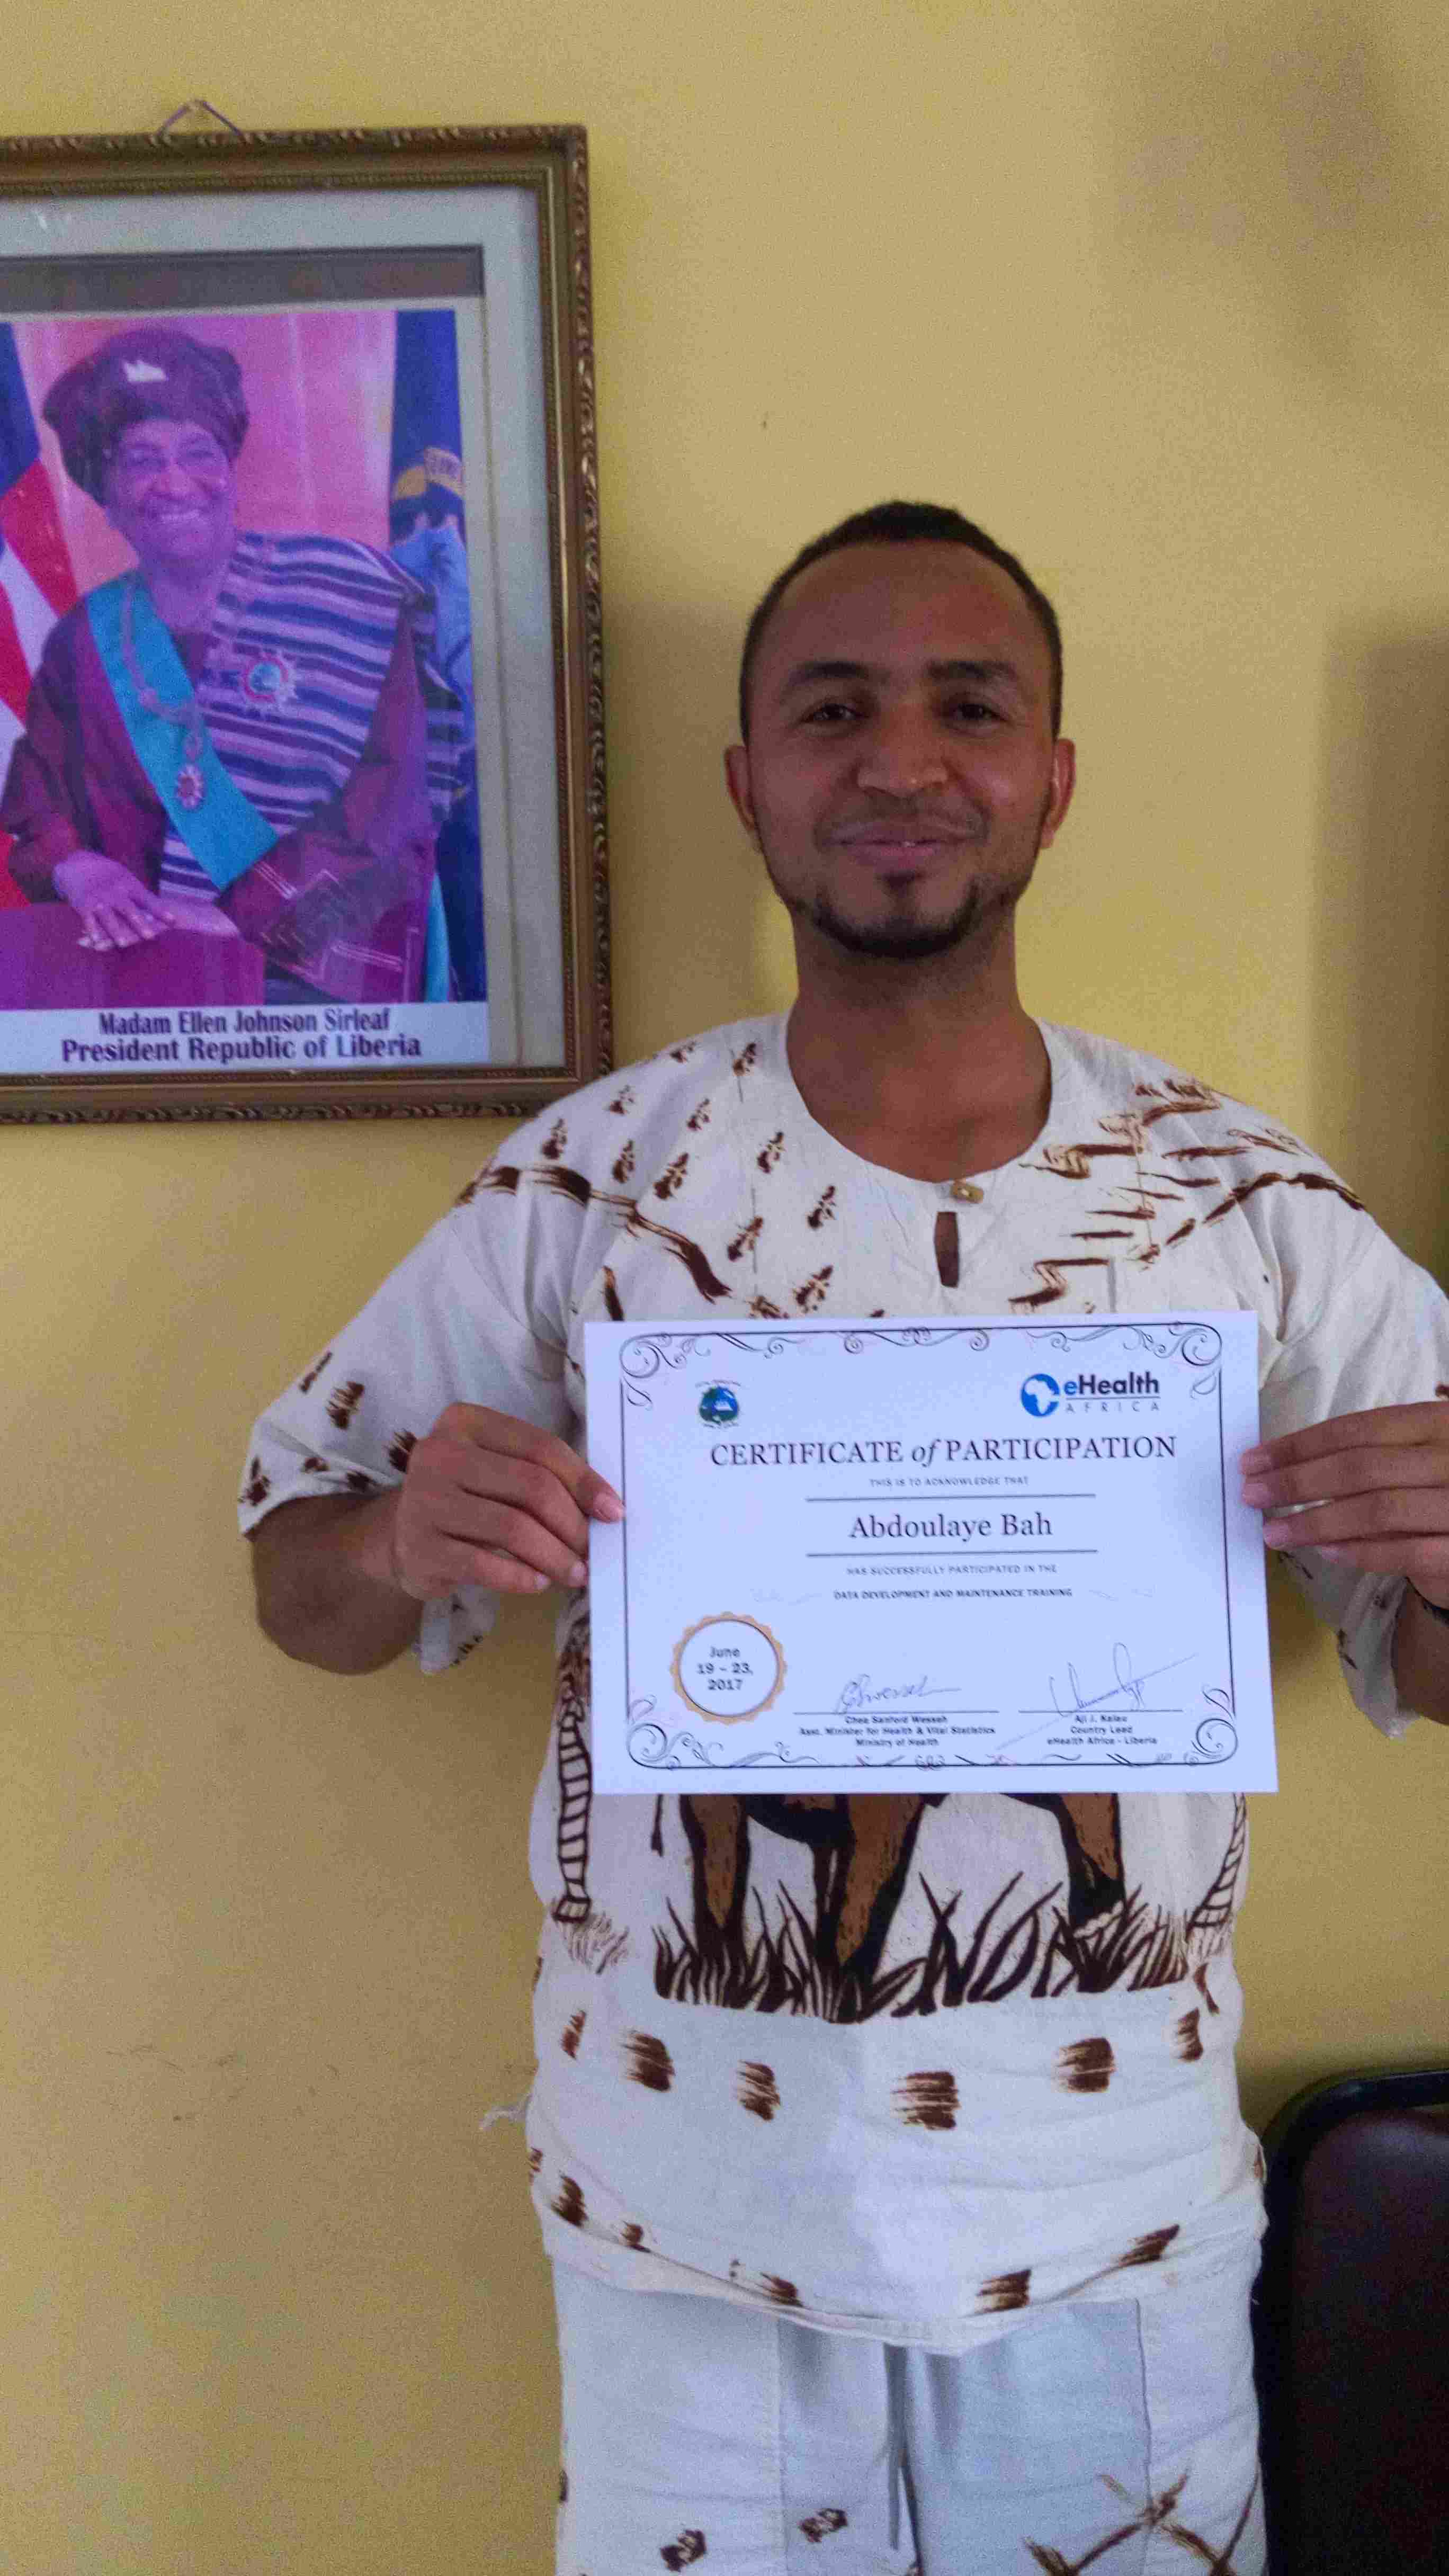 Madam Ellen Johnson Sirleaf
President Republic of Liberia
eHealth
AFRICA
CERTIFICATE of PARTICIPATION
THIS IS TO ACKNOWLEDGE THAT
Abdoulaye Bah
HAS SUCCESSFULLY PARTICIPATED IN THE
DATA DEVELOPMENT AND MAINTENANCE TRAINING
June
19 – 23,
2017
Chea Sanford Wesseh
Asst. Minister for Health & Vital Statistics
Ministry of Health
Aji J. Kalau
Country Lead
eHealth Africa - Liberia